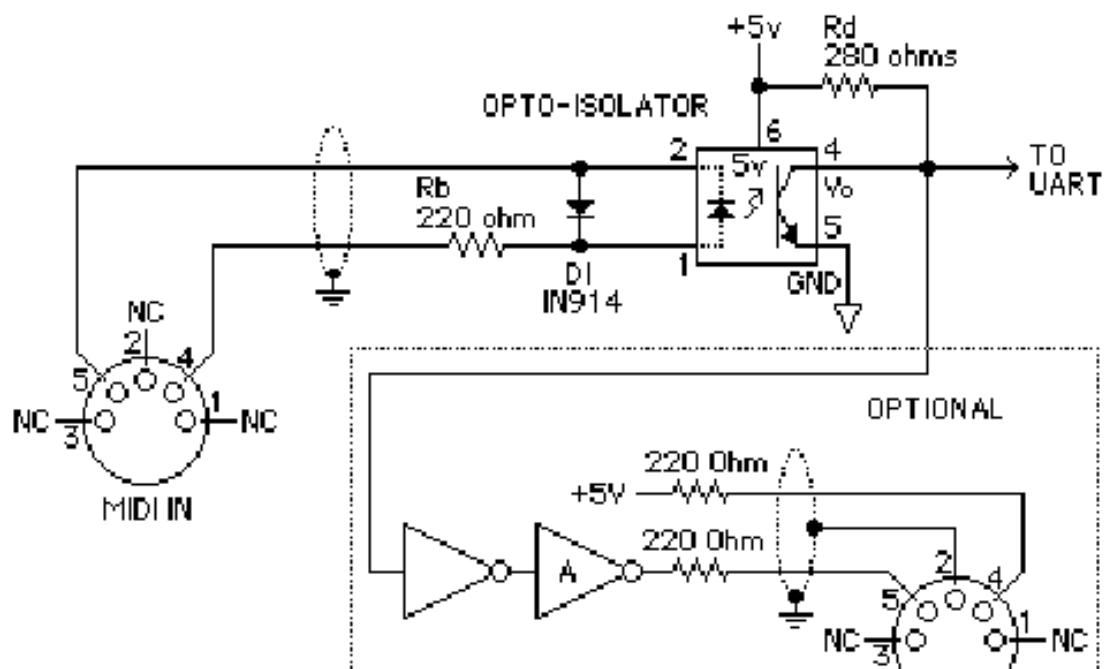 +5v
Rd
280 ohms
OPTO-ISOLATOR
6
2
5v
4
TO
UART
Vo
Rb
220 ohm
5
1
GND
D1
IN914
NC
2
5
4
NC
3
1
NC
MIDI IN
OPTIONAL
220 Ohm
+5V
220 Ohm
A
2
5
4
NC
3
1
NC